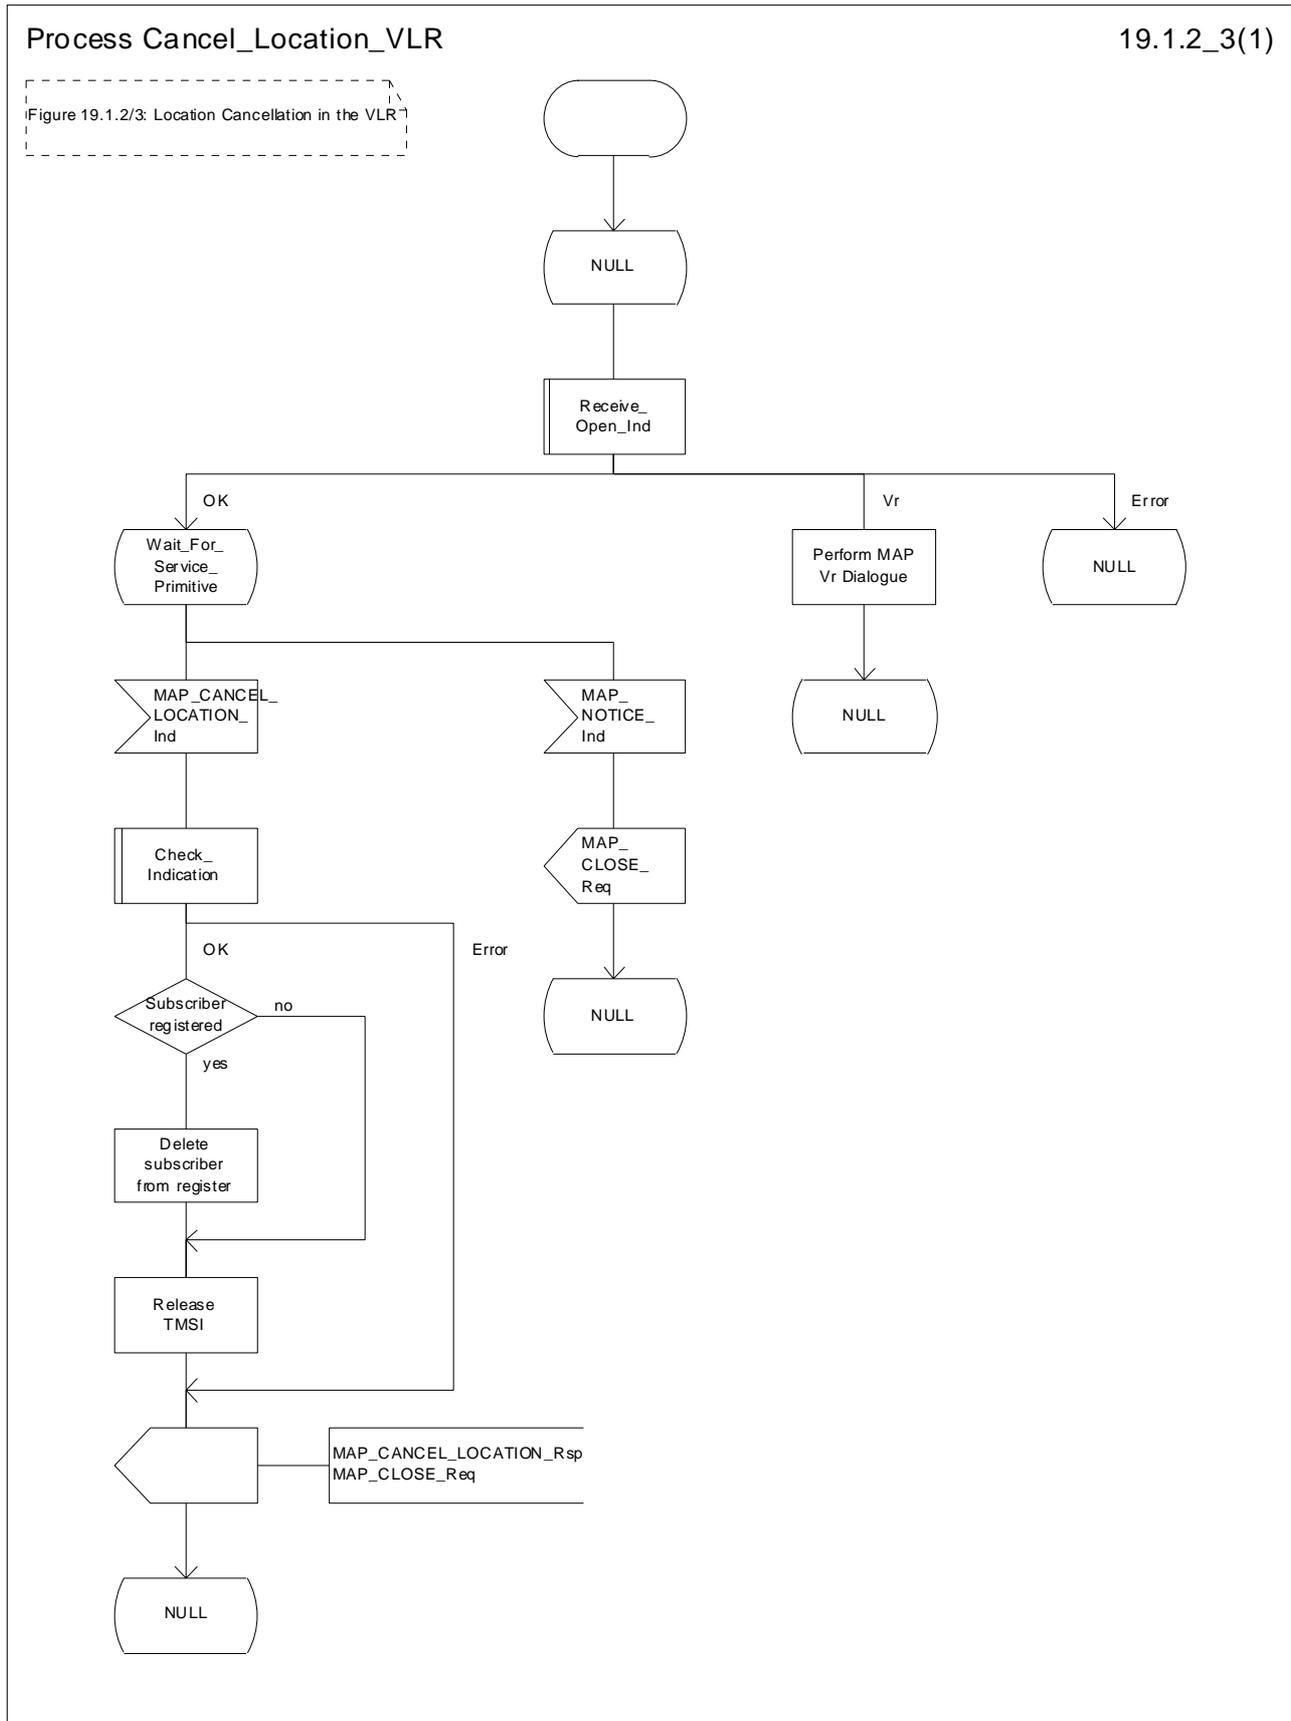 Process Cancel_Location_VLR
19.1.2_3(1)
Figure 19.1.2/3: Location Cancellation in the VLR
NULL
Receive_
Open_Ind
OK
Vr
Error
Wait_For_
Service_
Primitive
Perform MAP
Vr Dialogue
NULL
MAP_CANCEL_
LOCATION_
Ind
MAP_
NOTICE_
Ind
NULL
Check_
Indication
MAP_
CLOSE_
Req
OK
Error
Subscriber
registered
no
yes
NULL
Delete
subscriber
from register
Release
TMSI
MAP_CANCEL_LOCATION_Rsp
MAP_CLOSE_Req
NULL